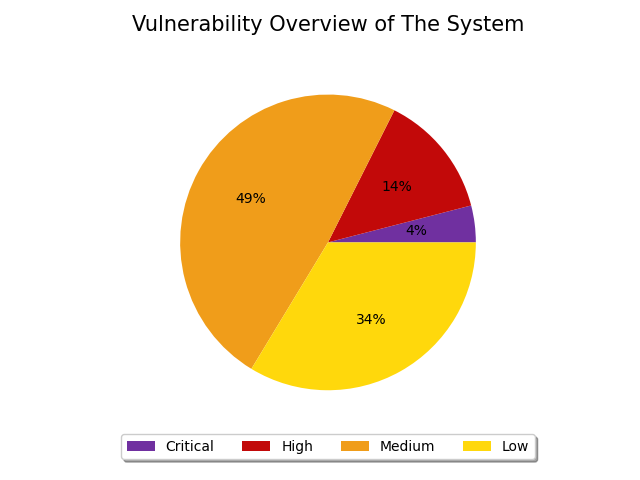 Vulnerability Overview of The System
49%
14%
4%
34%
Critical High Medium Low